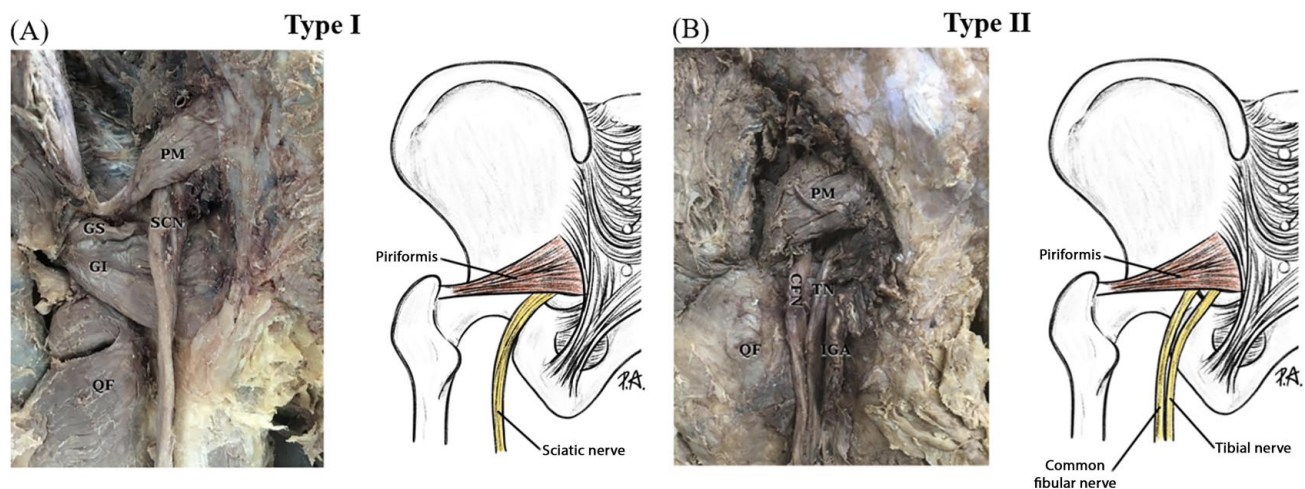 (A)
Type I
PM
SCN
GS
GI
QF
Piriformis
Sciatic nerve
P.A.
(B)
Type II
PM
CFN
TN
QF
IGA
Piriformis
P.A.
Tibial nerve
Common
fibular nerve